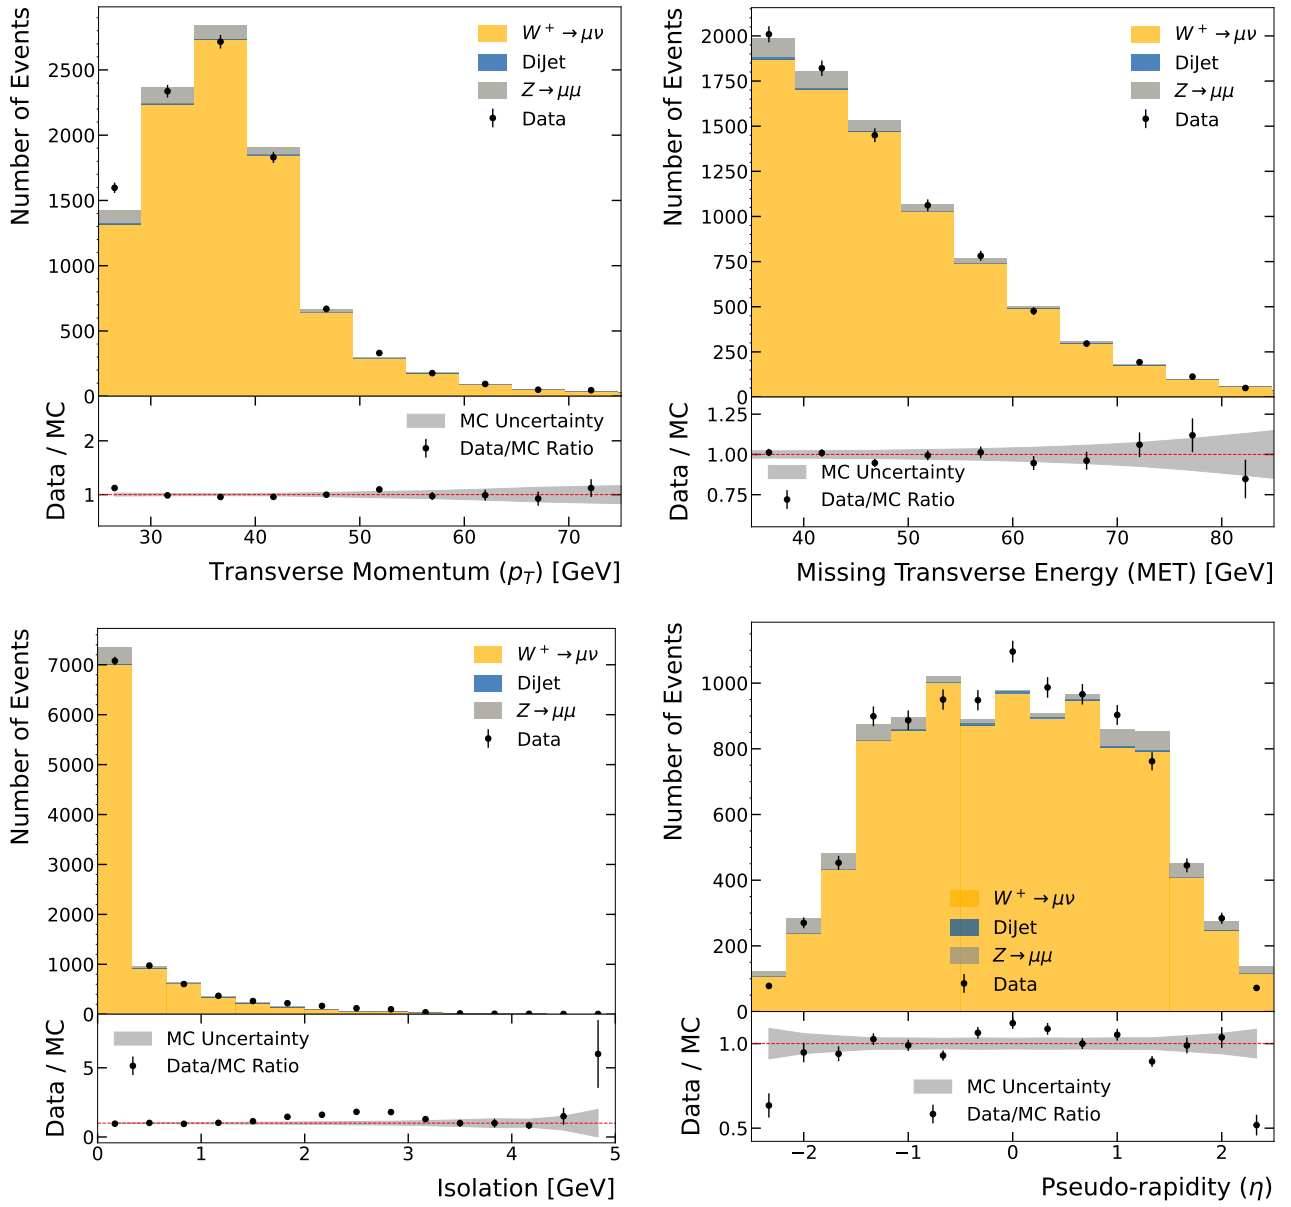 Number of Events
2500
2000
1500
1000
500
0
W⁺ → μν
DiJet
Z → μμ
Data
Data / MC
2
1
MC Uncertainty
Data/MC Ratio
30 40 50 60 70
Transverse Momentum (p_T) [GeV]
Number of Events
2000
1750
1500
1250
1000
750
500
250
0
W⁺ → μν
DiJet
Z → μμ
Data
Data / MC
1.25
1.00
0.75
MC Uncertainty
Data/MC Ratio
40 50 60 70 80
Missing Transverse Energy (MET) [GeV]
Number of Events
7000
6000
5000
4000
3000
2000
1000
0
W⁺ → μν
DiJet
Z → μμ
Data
Data / MC
5
0
MC Uncertainty
Data/MC Ratio
0 1 2 3 4 5
Isolation [GeV]
Number of Events
1000
800
600
400
200
0
W⁺ → μν
DiJet
Z → μμ
Data
Data / MC
1.0
0.5
MC Uncertainty
Data/MC Ratio
−2 −1 0 1 2
Pseudo-rapidity (η)